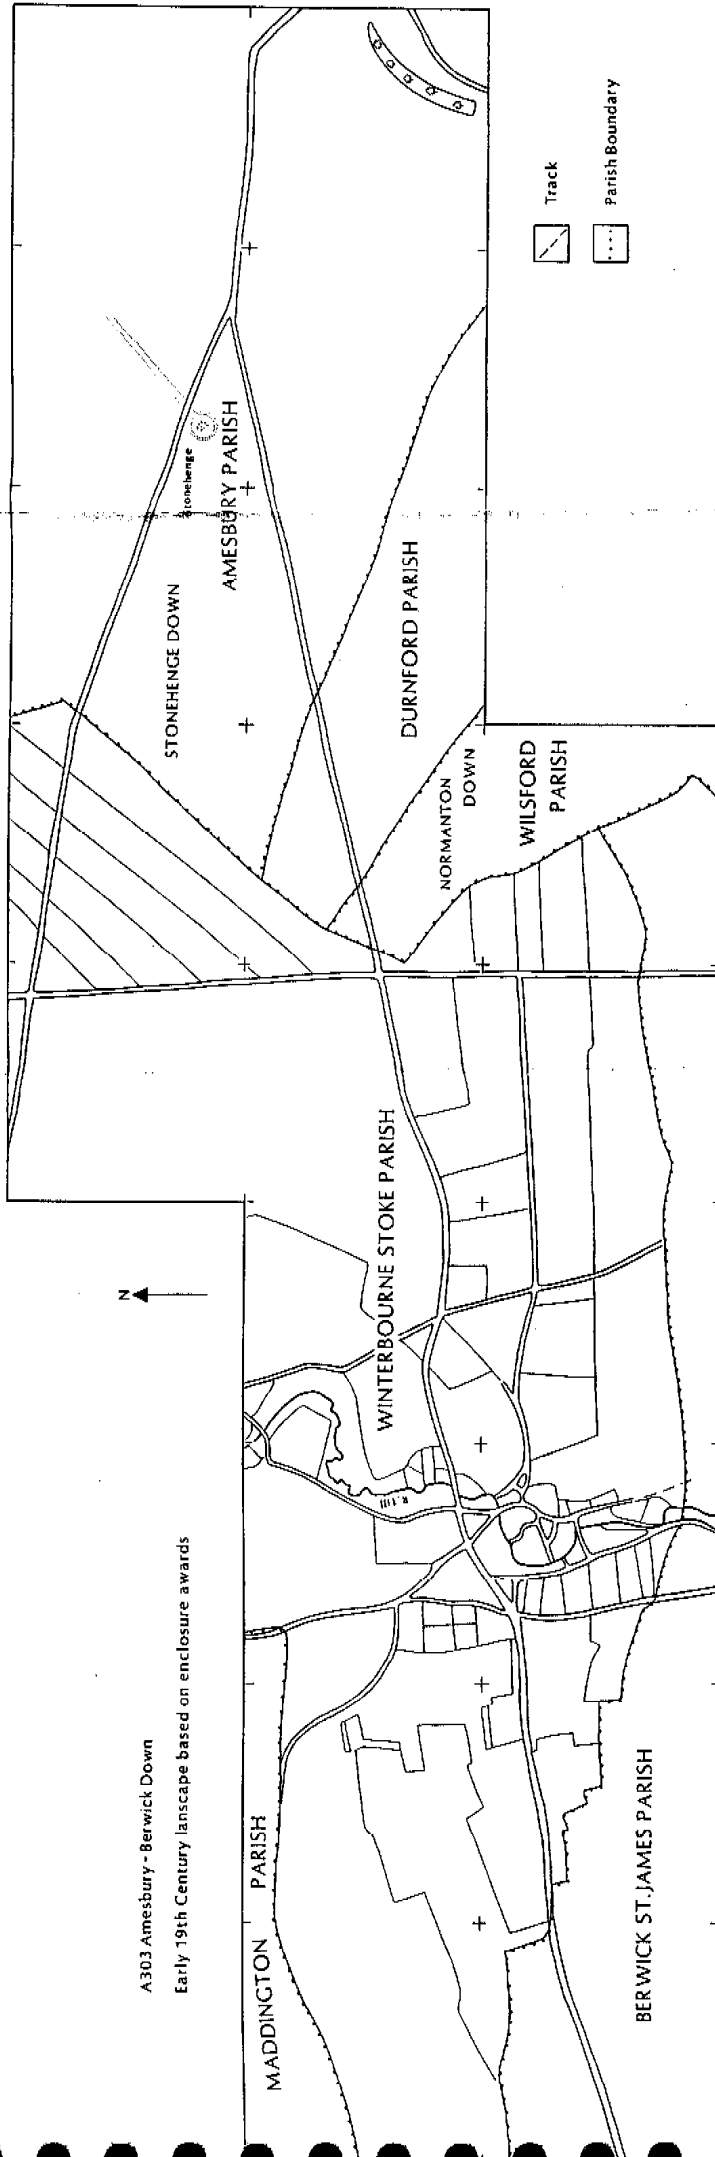 A303 Amesbury - Berwick Down
Early 19th Century lanscape based on enclosure awards
N
MADDINGTON PARISH
BERWICK ST. JAMES PARISH
R. Till
WINTERBOURNE STOKE PARISH
NORMANTON
DOWN
WILSFORD
PARISH
DURNFORD PARISH
STONEHENGE DOWN
AMESBURY PARISH
Stonehenge
Track
Parish Boundary